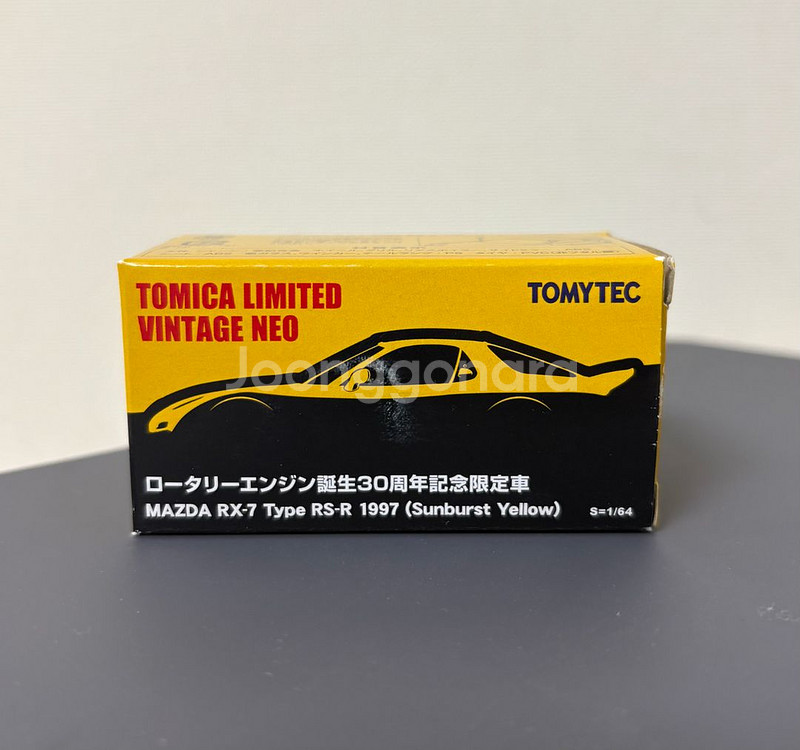 TOMICA LIMITED
VINTAGE NEO
TOMYTEC
Joonggonara
ロータリーエンジン誕生30周年記念限定車
MAZDA RX-7 Type RS-R 1997 (Sunburst Yellow)
S=1/64